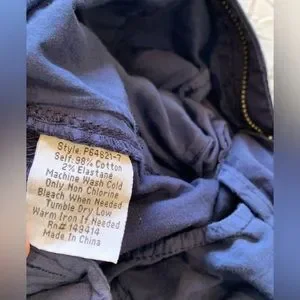 Style: P64821-7
Self: 98% Cotton
2% Elastane
Machine Wash Cold
Only Non Chlorine
Bleach When Needed
Tumble Dry Low
Warm Iron If Needed
Rn# 149414
Made In China